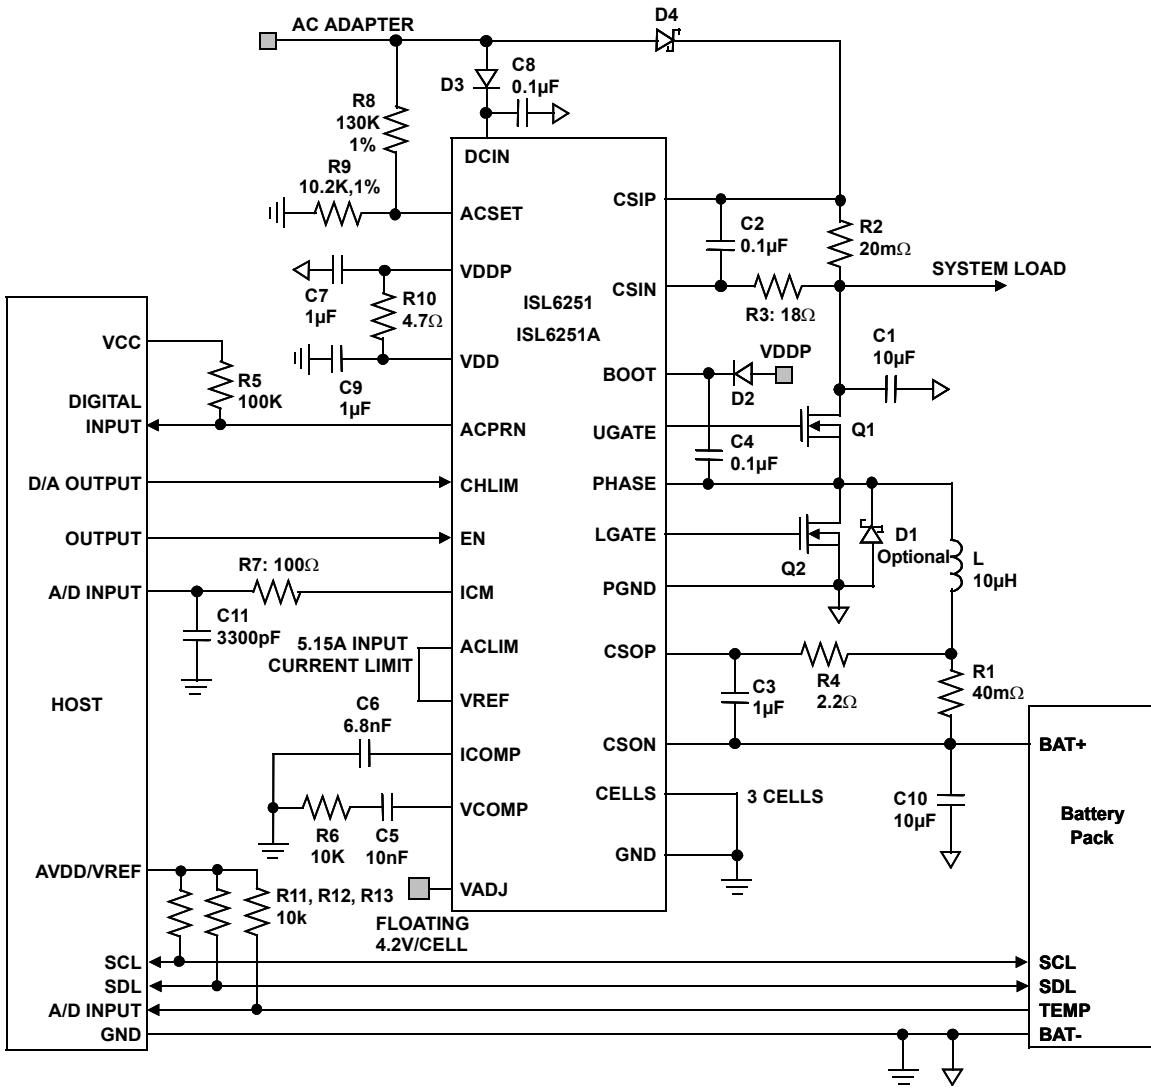 AC ADAPTER
D4
D3
C8
0.1µF
R8
130K
1%
R9
10.2K,1%
DCIN
ACSET
CSIP
C2
0.1µF
R2
20mΩ
VDDP
C7
1µF
R10
4.7Ω
CSIN
R3: 18Ω
SYSTEM LOAD
ISL6251
ISL6251A
VCC
VDD
C9
1µF
R5
100K
BOOT
VDDP
D2
C1
10µF
DIGITAL
INPUT
ACPRN
UGATE
Q1
C4
0.1µF
D/A OUTPUT
CHLIM
PHASE
OUTPUT
EN
LGATE
Q2
D1
Optional
L
10µH
A/D INPUT
R7: 100Ω
ICM
PGND
C11
3300pF
5.15A INPUT
CURRENT LIMIT
ACLIM
VREF
CSOP
R4
2.2Ω
C3
1µF
R1
40mΩ
HOST
C6
6.8nF
ICOMP
CSON
BAT+
VCOMP
R6
10K
C5
10nF
CELLS
3 CELLS
C10
10µF
Battery
Pack
GND
AVDD/VREF
R11, R12, R13
10k
VADJ
FLOATING
4.2V/CELL
SCL
SCL
SDL
SDL
A/D INPUT
TEMP
GND
BAT-